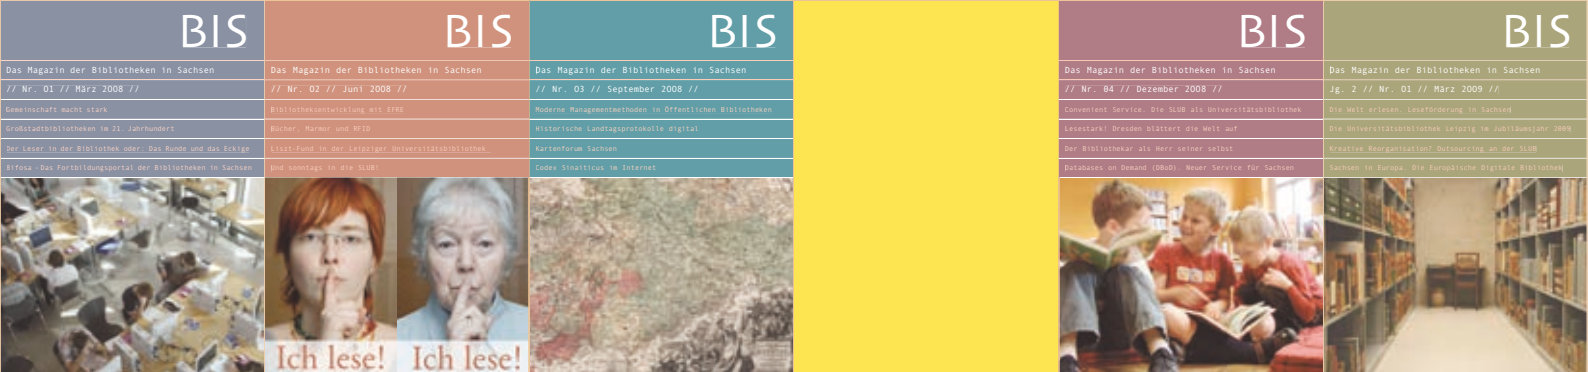 BIS
Das Magazin der Bibliotheken in Sachsen
// Nr. 01 // März 2008 //
Gemeinschaft macht stark
Großstadtbibliotheken im 21. Jahrhundert
Der Leser in der Bibliothek oder: Das Runde und das Eckige
Bifosa – Das Fortbildungsportal der Bibliotheken in Sachsen
BIS
Das Magazin der Bibliotheken in Sachsen
// Nr. 02 // Juni 2008 //
Bibliotheksentwicklung mit EFRE
Bücher, Marmor und RFID
Liszt-Fund in der Leipziger Universitätsbibliothek
Und sonntags in die SLUB!
Ich lese! Ich lese!
BIS
Das Magazin der Bibliotheken in Sachsen
// Nr. 03 // September 2008 //
Moderne Managementmethoden in Öffentlichen Bibliotheken
Historische Landtagsprotokolle digital
Kartenforum Sachsen
Codex Sinaiticus im Internet
BIS
Das Magazin der Bibliotheken in Sachsen
// Nr. 04 // Dezember 2008 //
Convenient Service. Die SLUB als Universitätsbibliothek
Lesestark! Dresden blättert die Welt auf
Der Bibliothekar als Herr seiner selbst
Databases on Demand (DBoD). Neuer Service für Sachsen
BIS
Das Magazin der Bibliotheken in Sachsen
Jg. 2 // Nr. 01 // März 2009 //
Die Welt erlesen. Leseförderung in Sachsen
Die Universitätsbibliothek Leipzig im Jubiläumsjahr 2009
Kreative Reorganisation? Outsourcing an der SLUB
Sachsen in Europa. Die Europäische Digitale Bibliothek